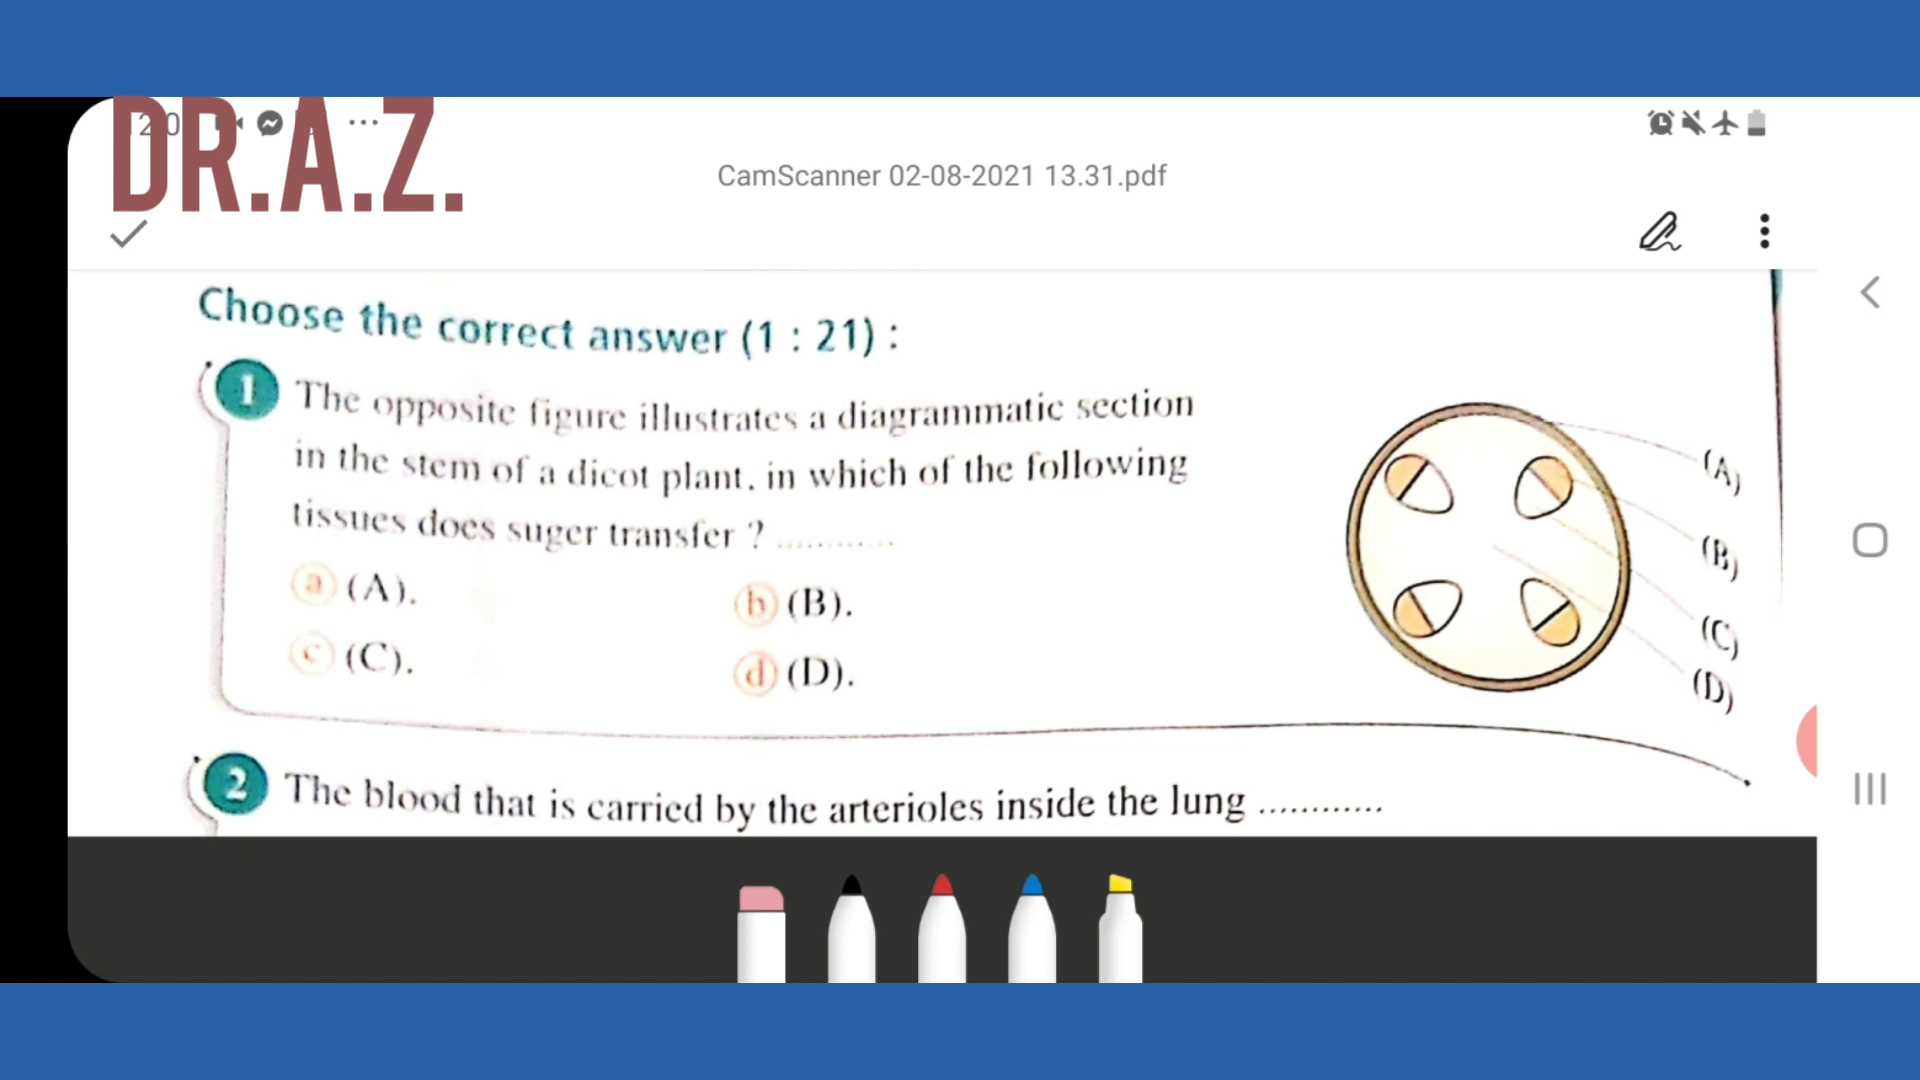 DR.A.Z.
CamScanner 02-08-2021 13.31.pdf
Choose the correct answer (1 : 21) :
1 The opposite figure illustrates a diagrammatic section
in the stem of a dicot plant, in which of the following
tissues does suger transfer ? ............
a (A).
b (B).
c (C).
d (D).
(A)
(B)
(C)
(D)
2 The blood that is carried by the arterioles inside the lung ............